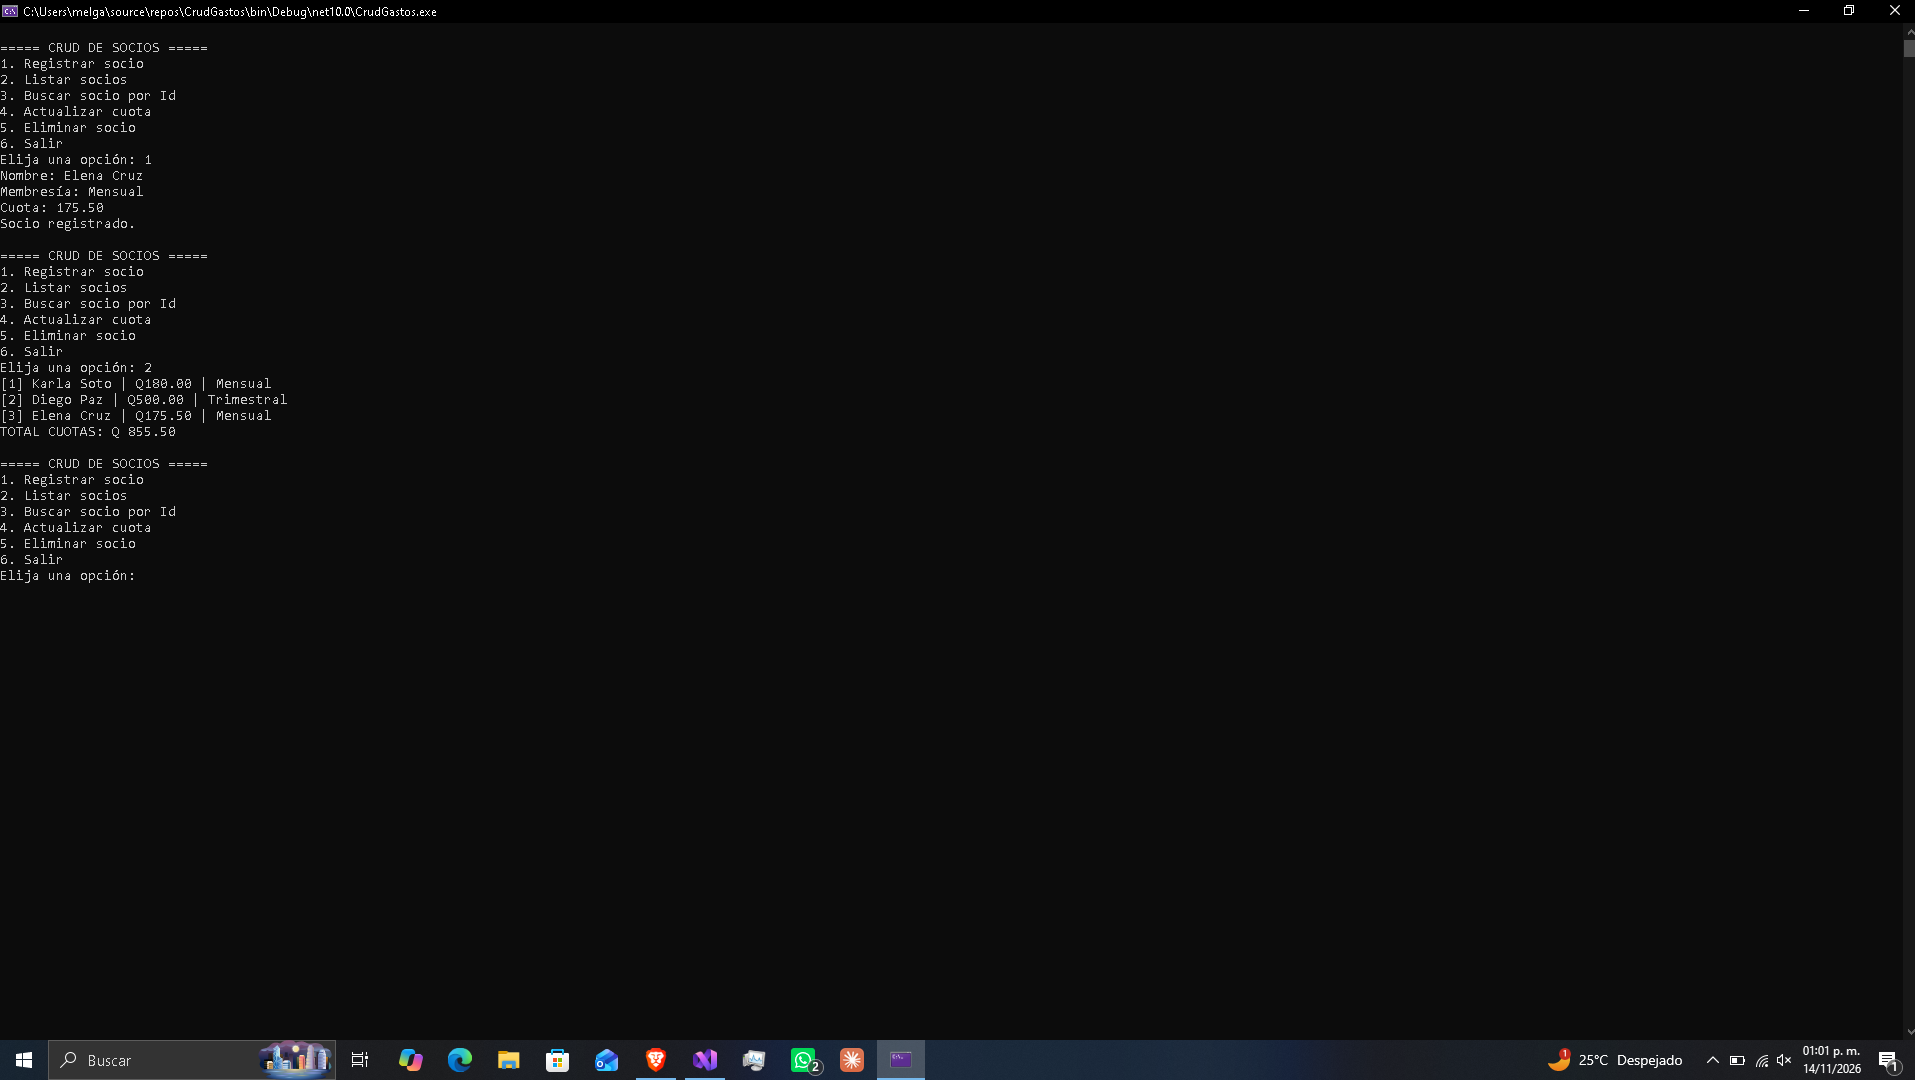 C:\Users\melga\source\repos\CrudGastos\bin\Debug\net10.0\CrudGastos.exe
===== CRUD DE SOCIOS =====
1. Registrar socio
2. Listar socios
3. Buscar socio por Id
4. Actualizar cuota
5. Eliminar socio
6. Salir
Elija una opción: 1
Nombre: Elena Cruz
Membresía: Mensual
Cuota: 175.50
Socio registrado.
===== CRUD DE SOCIOS =====
1. Registrar socio
2. Listar socios
3. Buscar socio por Id
4. Actualizar cuota
5. Eliminar socio
6. Salir
Elija una opción: 2
[1] Karla Soto | Q180.00 | Mensual
[2] Diego Paz | Q500.00 | Trimestral
[3] Elena Cruz | Q175.50 | Mensual
TOTAL CUOTAS: Q 855.50
===== CRUD DE SOCIOS =====
1. Registrar socio
2. Listar socios
3. Buscar socio por Id
4. Actualizar cuota
5. Eliminar socio
6. Salir
Elija una opción:
Buscar
2
1
25°C Despejado
01:01 p. m.
14/11/2026
1